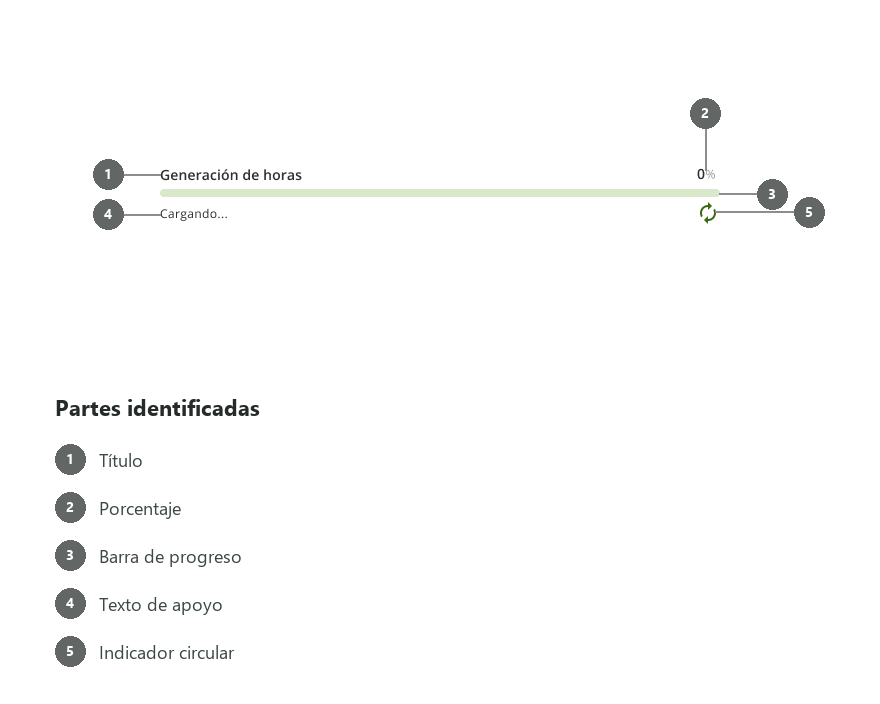 2
1 Generación de horas 0%
3
4 Cargando...
5
Partes identificadas
1 Título
2 Porcentaje
3 Barra de progreso
4 Texto de apoyo
5 Indicador circular